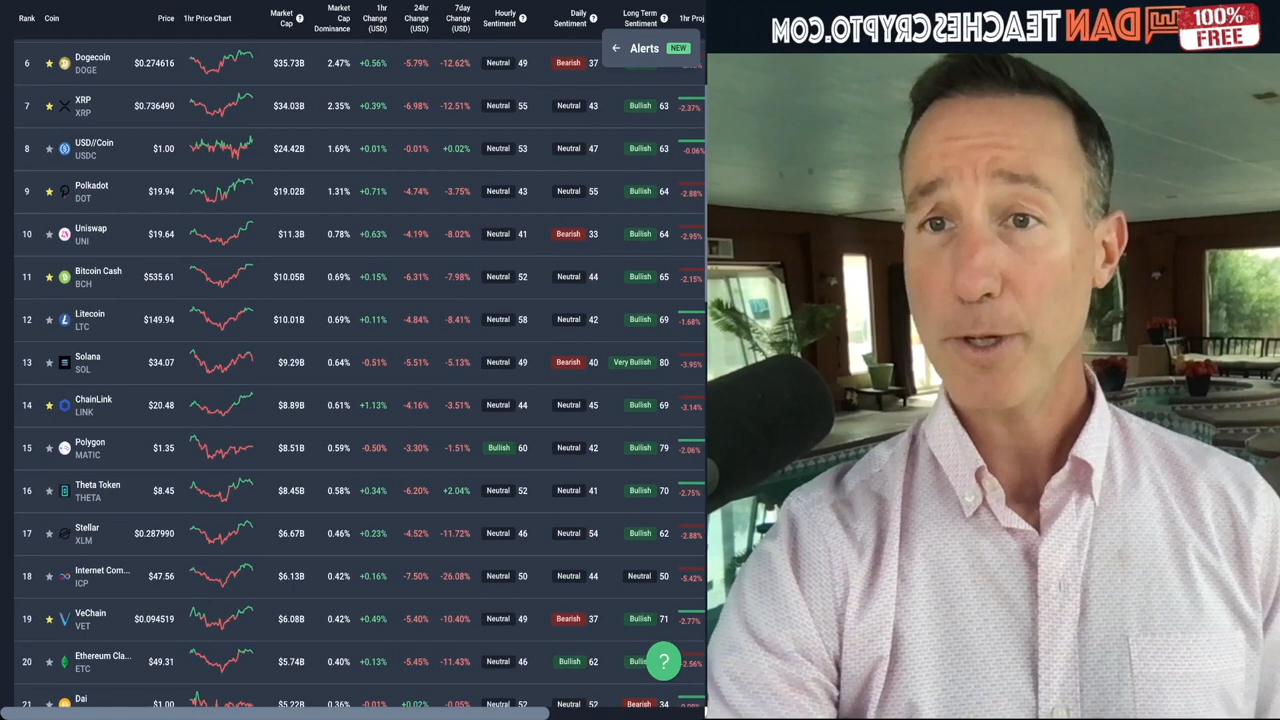 Rank Coin Price 1hr Price Chart Market Cap ? Market Cap Dominance 1hr Change (USD) 24hr Change (USD) 7day Change (USD) Hourly Sentiment ? Daily Sentiment ? Long Term Sentiment ? 1hr Proj
← Alerts NEW
6 Dogecoin DOGE $0.274616 $35.73B 2.47% +0.56% -5.79% -12.62% Neutral 49 Bearish 37
7 XRP XRP $0.736490 $34.03B 2.35% +0.39% -6.98% -12.51% Neutral 55 Neutral 43 Bullish 63 -2.37%
8 USD//Coin USDC $1.00 $24.42B 1.69% +0.01% -0.01% +0.02% Neutral 53 Neutral 47 Bullish 63 -0.06%
9 Polkadot DOT $19.94 $19.02B 1.31% +0.71% -4.74% -3.75% Neutral 43 Neutral 55 Bullish 64 -2.88%
10 Uniswap UNI $19.64 $11.3B 0.78% +0.63% -4.19% -8.02% Neutral 41 Bearish 33 Bullish 64 -2.95%
11 Bitcoin Cash BCH $535.61 $10.05B 0.69% +0.15% -6.31% -7.98% Neutral 52 Neutral 44 Bullish 65 -2.15%
12 Litecoin LTC $149.94 $10.01B 0.69% +0.11% -4.84% -8.41% Neutral 58 Neutral 42 Bullish 69 -1.68%
13 Solana SOL $34.07 $9.28B 0.64% -0.51% -5.51% -5.13% Neutral 49 Bearish 40 Very Bullish 80 -3.95%
14 ChainLink LINK $20.48 $8.89B 0.61% +1.13% -4.16% -3.51% Neutral 44 Neutral 45 Bullish 69 -3.14%
15 Polygon MATIC $1.35 $8.51B 0.59% -0.50% -3.30% -1.51% Bullish 60 Neutral 42 Bullish 79 -2.06%
16 Theta Token THETA $8.45 $8.45B 0.58% +0.34% -6.20% +2.04% Neutral 52 Neutral 41 Bullish 70 -2.75%
17 Stellar XLM $0.287680 $6.67B 0.46% +0.23% -4.52% -11.72% Neutral 46 Neutral 54 Bullish 62 -2.88%
18 Internet Com... ICP $47.56 $6.13B 0.42% +0.16% -7.50% -26.08% Neutral 50 Neutral 44 Neutral 50 -5.42%
19 VeChain VET 0.42% +0.49% -5.40% -10.40% Neutral 49 Bearish 37 Bullish 71 -2.77%
20 Ethereum Cla... ETC $49.31 $5.74B 0.40% +0.13% -5.45% -11.43% Neutral 46 Bullish 62 ? -2.56%
21 Dai
DAN TEACHESCRYPTO.COM
100% FREE